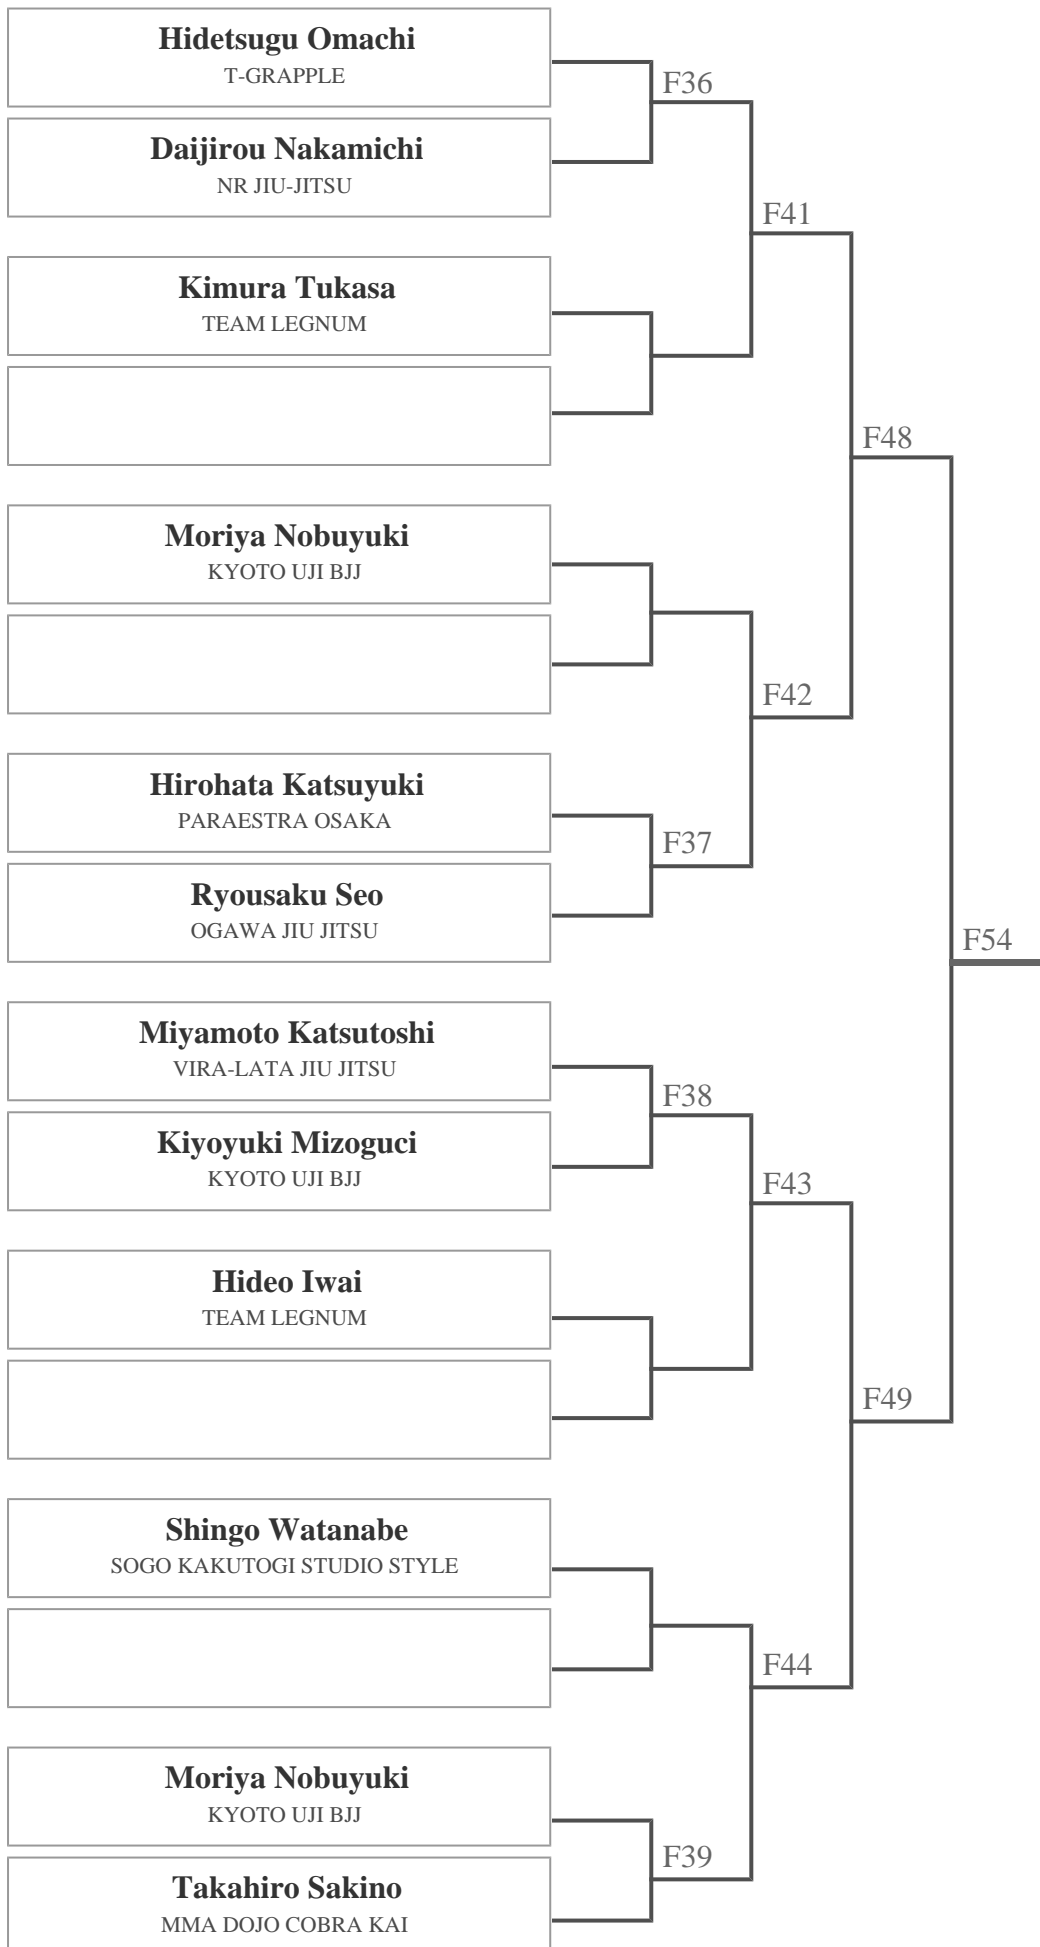 Hidetsugu Omachi
T-GRAPPLE
F36
Daijirou Nakamichi
NR JIU-JITSU
F41
Kimura Tukasa
TEAM LEGNUM
F48
Moriya Nobuyuki
KYOTO UJI BJJ
F42
Hirohata Katsuyuki
PARAESTRA OSAKA
F37
Ryousaku Seo
OGAWA JIU JITSU
F54
Miyamoto Katsutoshi
VIRA-LATA JIU JITSU
F38
Kiyoyuki Mizoguci
KYOTO UJI BJJ
F43
Hideo Iwai
TEAM LEGNUM
F49
Shingo Watanabe
SOGO KAKUTOGI STUDIO STYLE
F44
Moriya Nobuyuki
KYOTO UJI BJJ
F39
Takahiro Sakino
MMA DOJO COBRA KAI